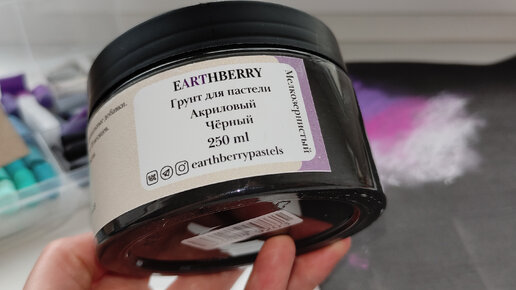 EARTHBERRY
Грунт для пастели
Акриловый
Чёрный
250 ml
earthberrypastels
Мелкозернистый